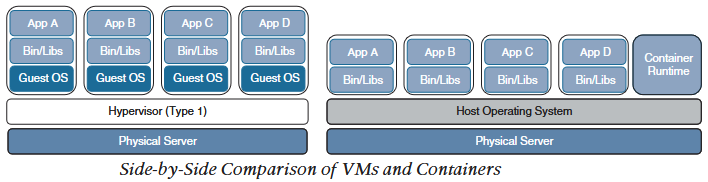 App A
Bin/Libs
Guest OS
App B
Bin/Libs
Guest OS
App C
Bin/Libs
Guest OS
App D
Bin/Libs
Guest OS
Hypervisor (Type 1)
Physical Server
App A
Bin/Libs
App B
Bin/Libs
App C
Bin/Libs
App D
Bin/Libs
Container
Runtime
Host Operating System
Physical Server
Side-by-Side Comparison of VMs and Containers